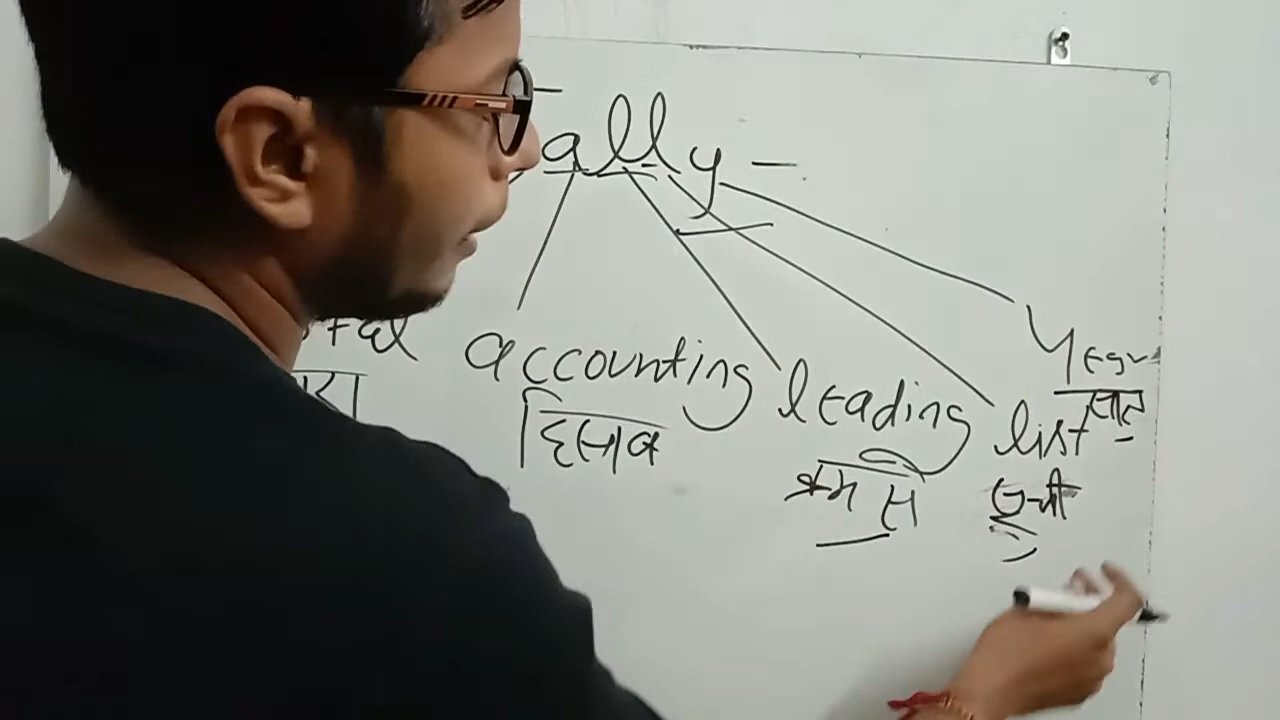 ally -
accounting leading list Year
हिसाब क्रम से सूची साल